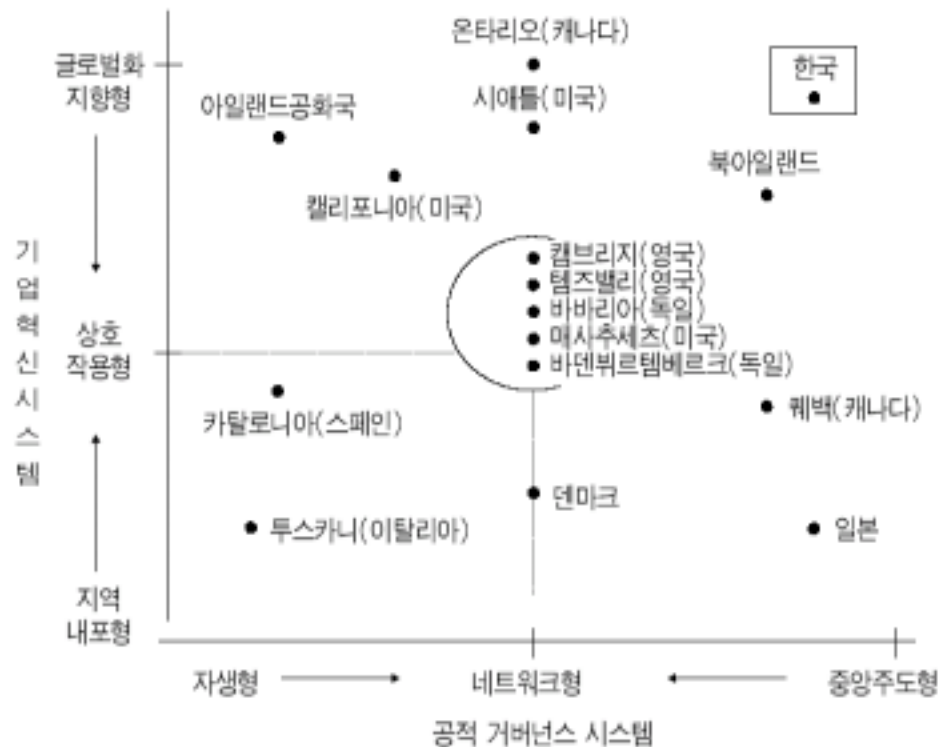 온타리오(캐나다)
글로벌화
지향형
한국
아일랜드공화국
시애틀(미국)
북아일랜드
캘리포니아(미국)
기업혁신시스템
캠브리지(영국)
템즈밸리(영국)
바바리아(독일)
매사추세츠(미국)
바덴뷔르템베르크(독일)
상호
작용형
카탈로니아(스페인)
퀘백(캐나다)
덴마크
투스카니(이탈리아)
일본
지역
내포형
자생형
네트워크형
중앙주도형
공적 거버넌스 시스템